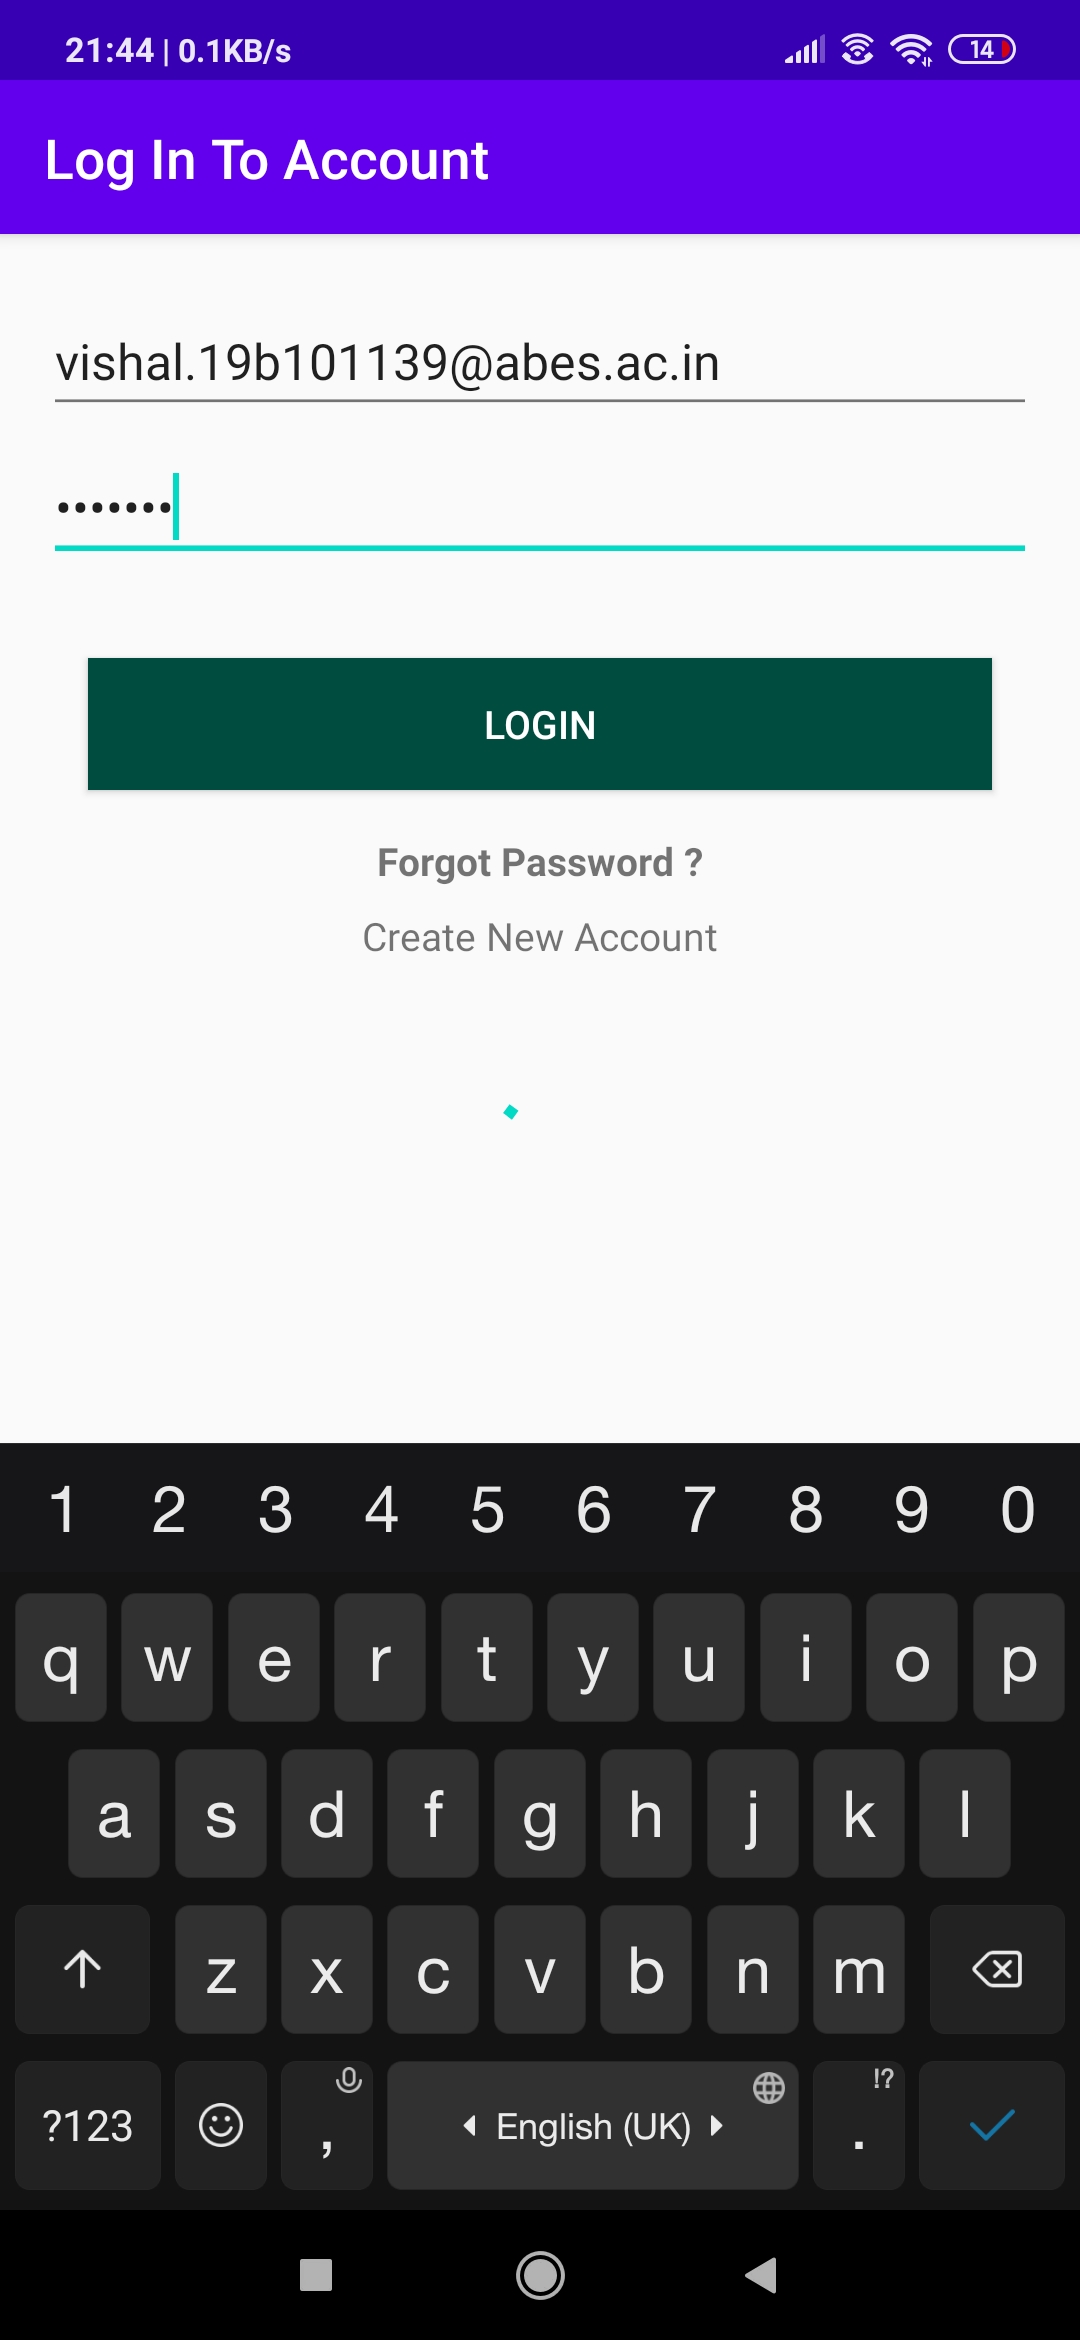 21:44 | 0.1KB/s 14
Log In To Account
vishal.19b101139@abes.ac.in
•••••••
LOGIN
Forgot Password ?
Create New Account
1 2 3 4 5 6 7 8 9 0
q w e r t y u i o p
a s d f g h j k l
z x c v b n m
?123 , English (UK) . !?